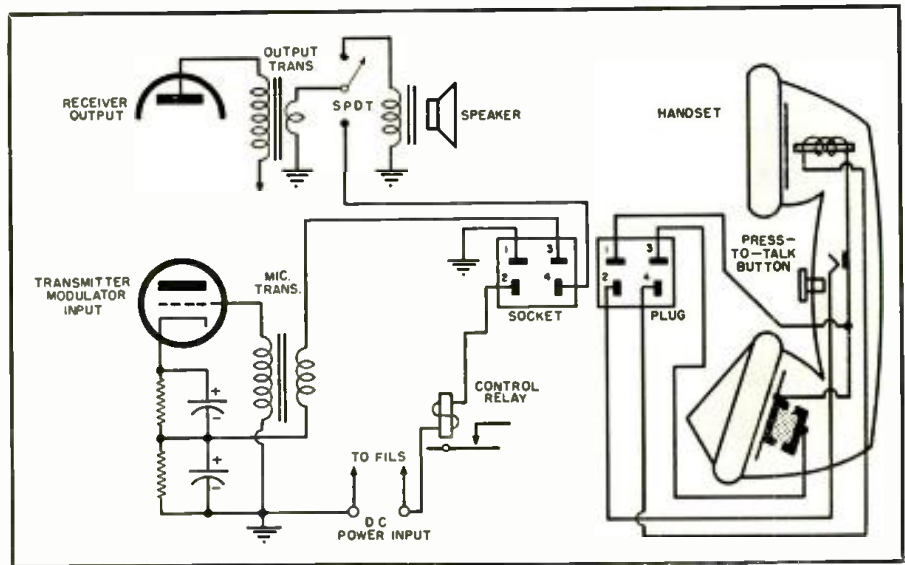 OUTPUT
TRANS.
RECEIVER
OUTPUT
SPDT
SPEAKER
HANDSET
TRANSMITTER
MODULATOR
INPUT
MIC.
TRANS.
1
3
2
4
SOCKET
1
3
2
4
PLUG
PRESS-
TO-TALK
BUTTON
CONTROL
RELAY
+
-
+
-
TO FILS
DC
POWER INPUT